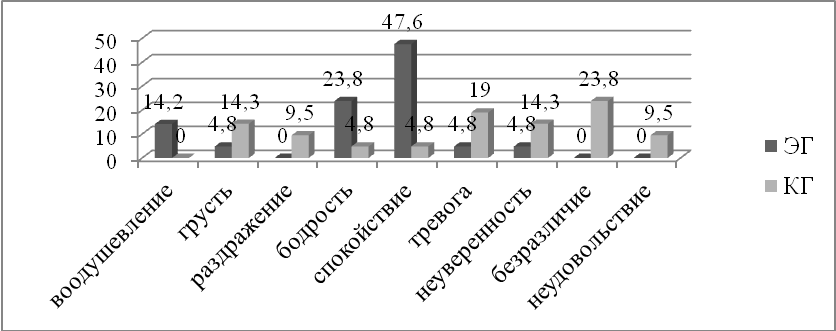 47,6
50
40
30
20
10
0
14,2
0
4,8
14,3
0
9,5
23,8
4,8
4,8
4,8
19
4,8
14,3
0
23,8
0
9,5
ЭГ
КГ
воодушевление
грусть
раздражение
бодрость
спокойствие
тревога
неуверенность
безразличие
неудовольствие